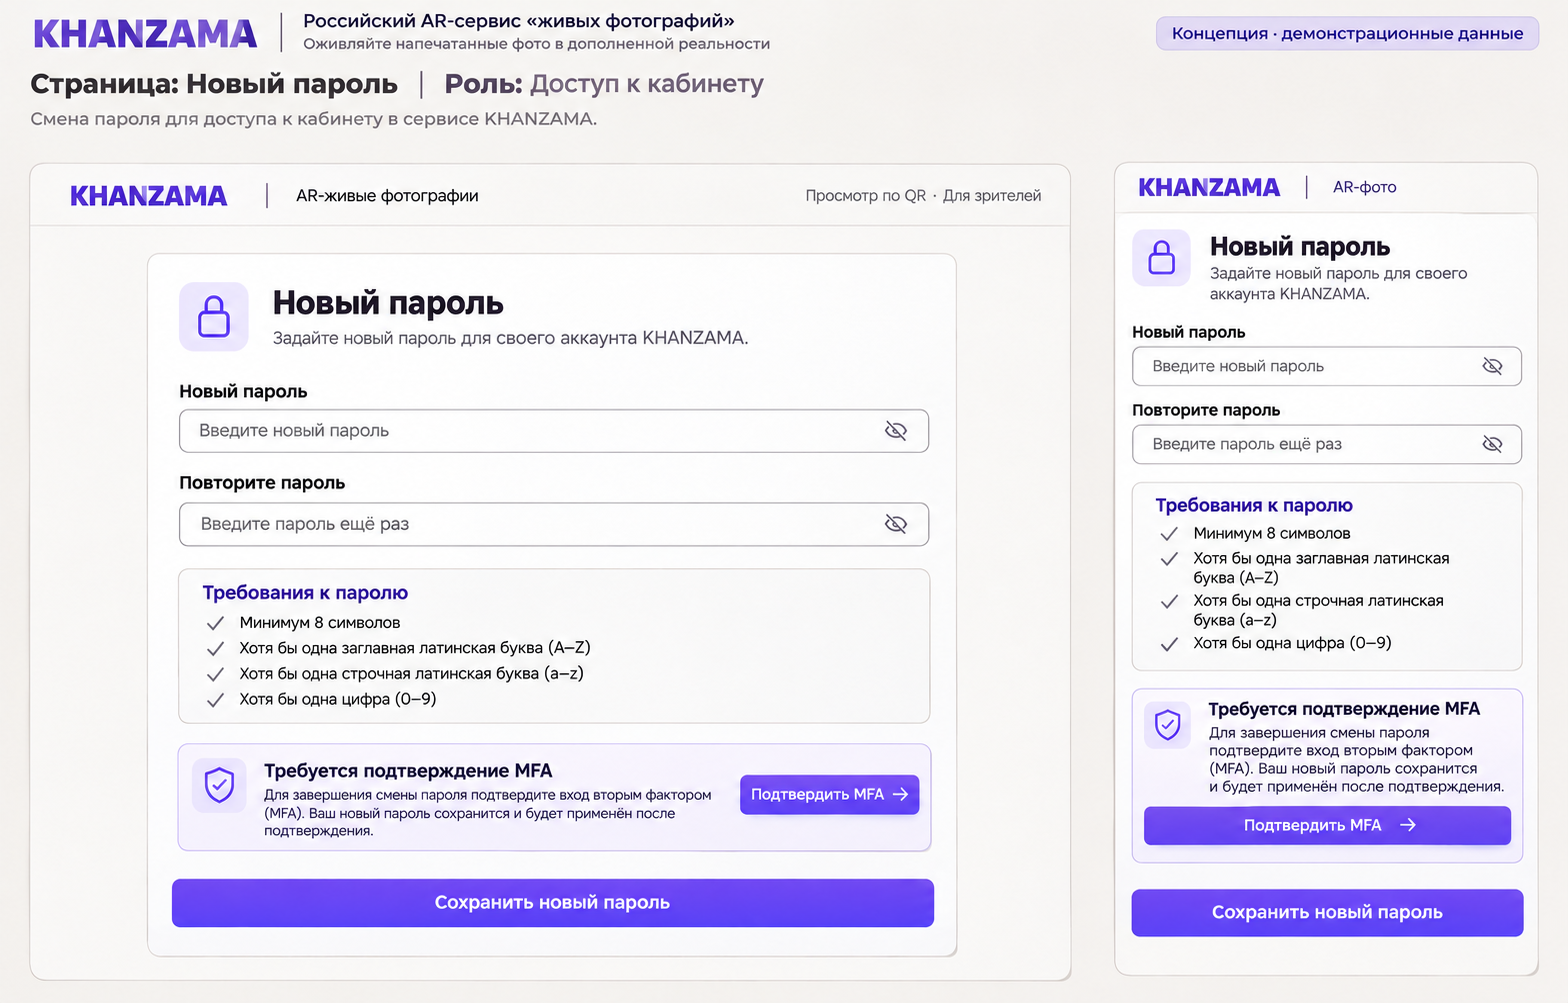 KHANZAMA
Российский AR-сервис «живых фотографий»
Оживляйте напечатанные фото в дополненной реальности
Концепция · демонстрационные данные
Страница: Новый пароль | Роль: Доступ к кабинету
Смена пароля для доступа к кабинету в сервисе KHANZAMA.
KHANZAMA | AR-живые фотографии
Просмотр по QR · Для зрителей
Новый пароль
Задайте новый пароль для своего аккаунта KHANZAMA.
Новый пароль
Введите новый пароль
Повторите пароль
Введите пароль ещё раз
Требования к паролю
Минимум 8 символов
Хотя бы одна заглавная латинская буква (A–Z)
Хотя бы одна строчная латинская буква (a–z)
Хотя бы одна цифра (0–9)
Требуется подтверждение MFA
Для завершения смены пароля подтвердите вход вторым фактором
(MFA). Ваш новый пароль сохранится и будет применён после
подтверждения.
Подтвердить MFA →
Сохранить новый пароль
KHANZAMA | AR-фото
Новый пароль
Задайте новый пароль для своего
аккаунта KHANZAMA.
Новый пароль
Введите новый пароль
Повторите пароль
Введите пароль ещё раз
Требования к паролю
Минимум 8 символов
Хотя бы одна заглавная латинская
буква (A–Z)
Хотя бы одна строчная латинская
буква (a–z)
Хотя бы одна цифра (0–9)
Требуется подтверждение MFA
Для завершения смены пароля
подтвердите вход вторым фактором
(MFA). Ваш новый пароль сохранится
и будет применён после подтверждения.
Подтвердить MFA →
Сохранить новый пароль